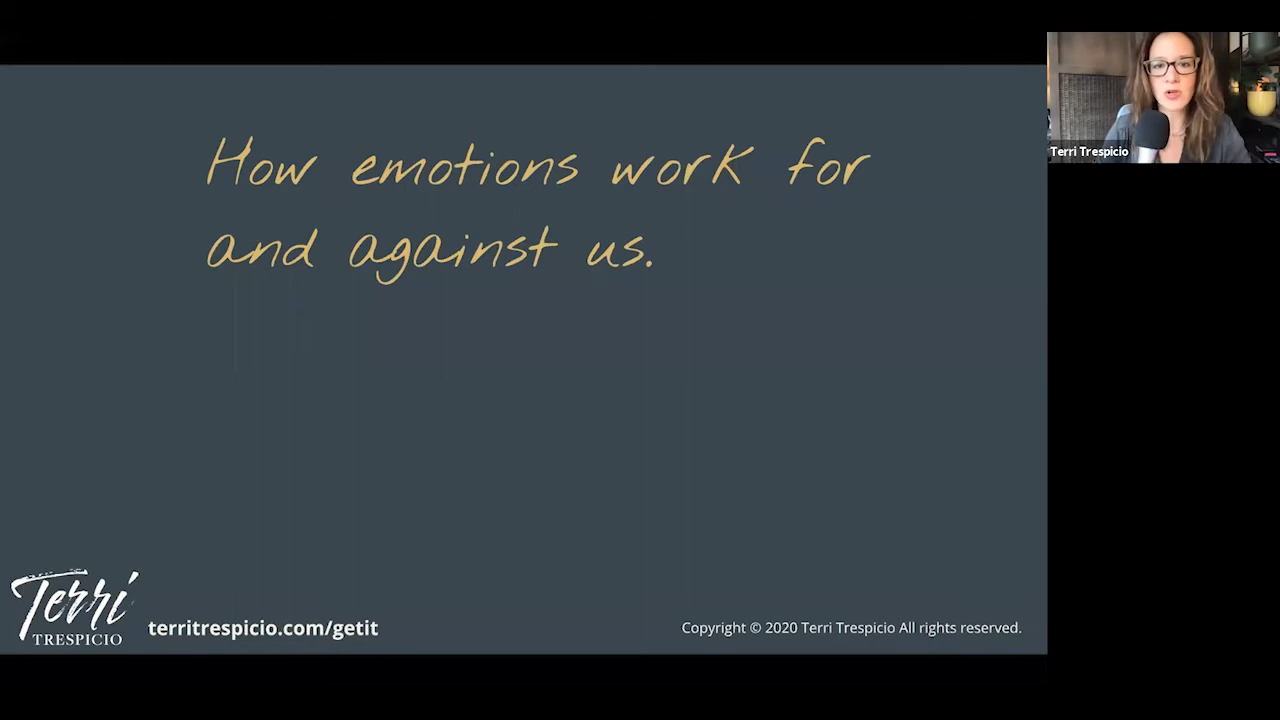 How emotions work for
and against us.
Terri Trespicio
Terri
TRESPICIO
territrespicio.com/getit
Copyright © 2020 Terri Trespicio All rights reserved.